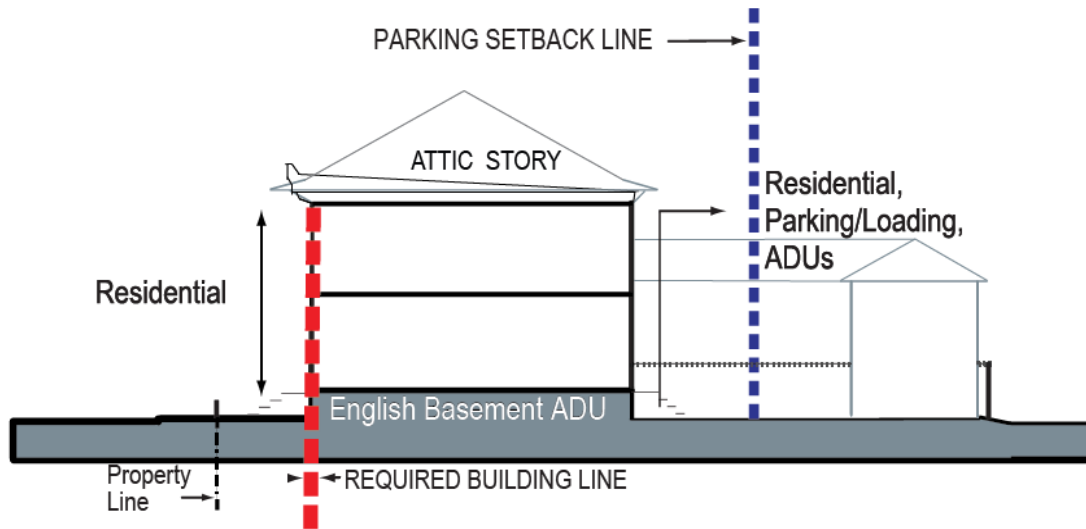 PARKING SETBACK LINE
ATTIC STORY
Residential,
Parking/Loading,
ADUs
Residential
English Basement ADU
Property
Line
REQUIRED BUILDING LINE